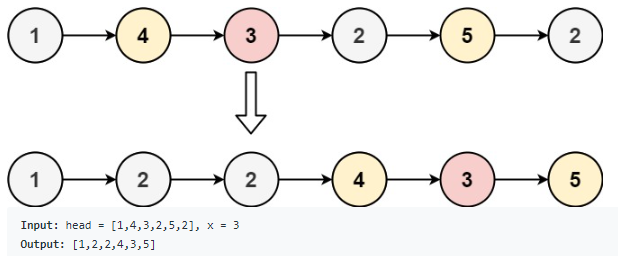 1 4 3 2 5 2
1 2 2 4 3 5
Input: head = [1,4,3,2,5,2], x = 3
Output: [1,2,2,4,3,5]